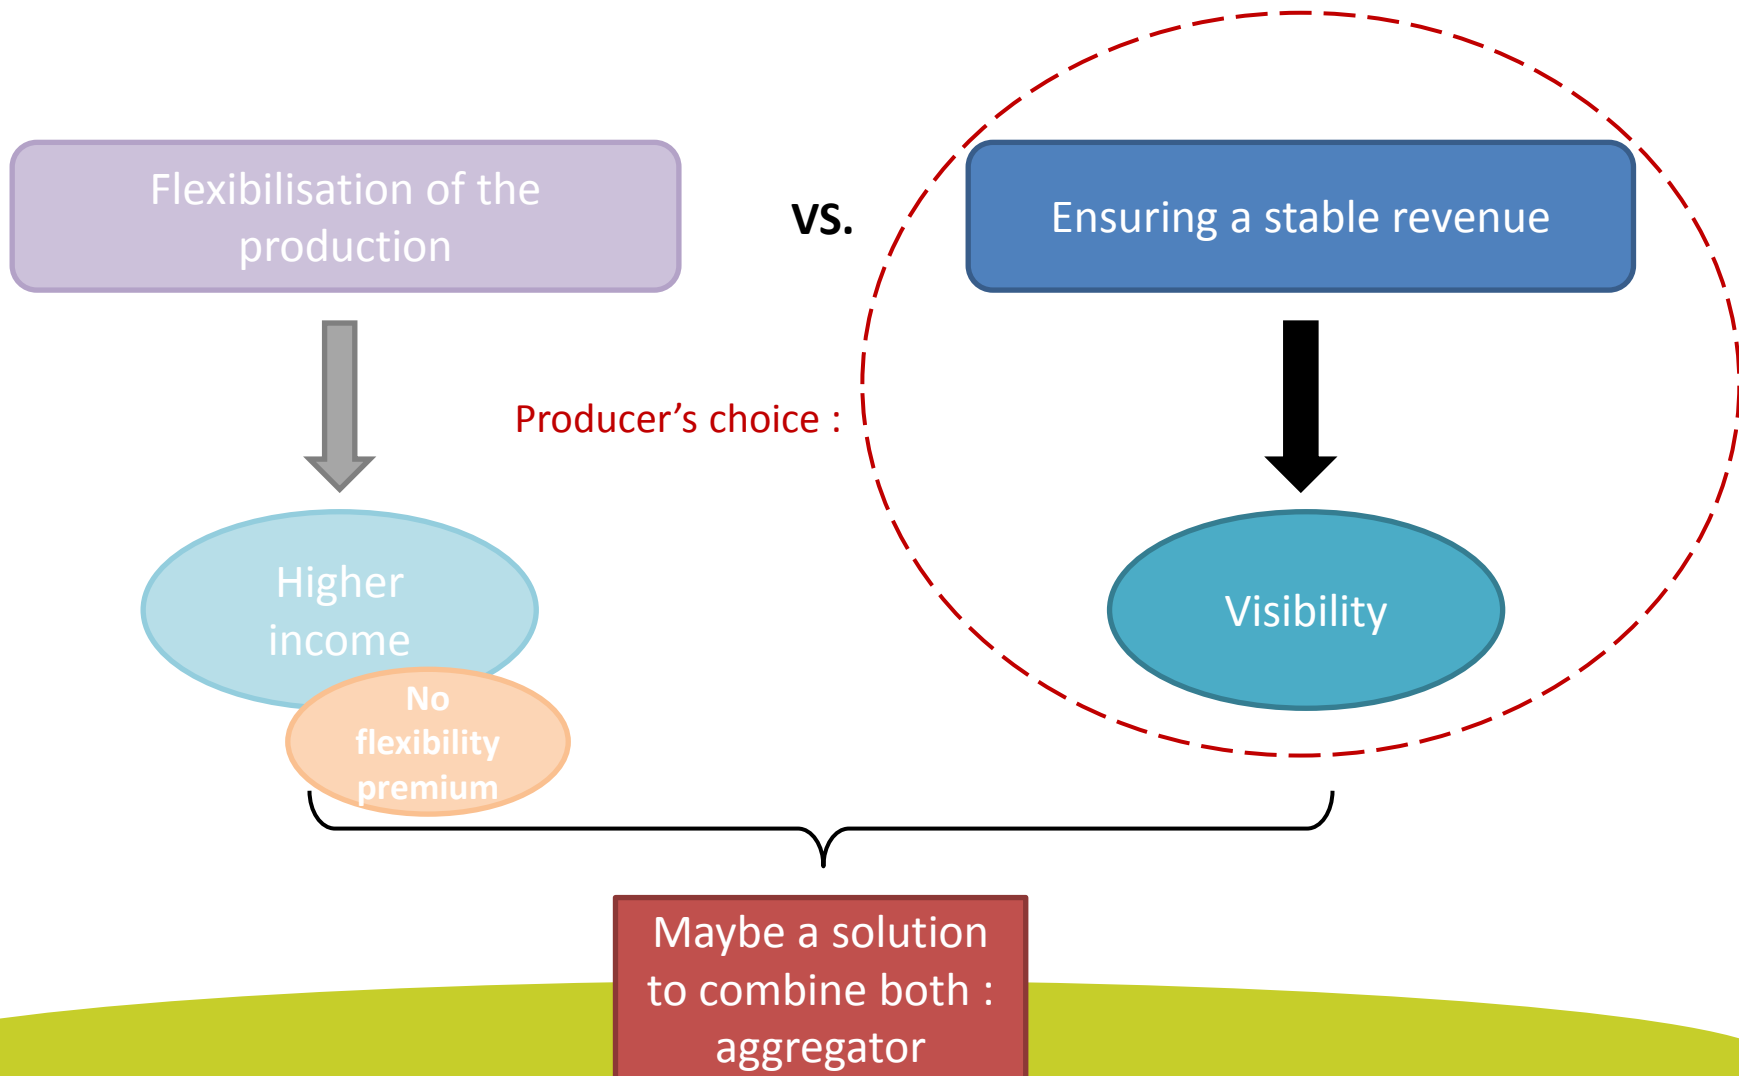 Flexibilisation of the
production
VS.
Ensuring a stable revenue
Producer’s choice :
Higher
income
No
flexibility
premium
Visibility
Maybe a solution
to combine both :
aggregator